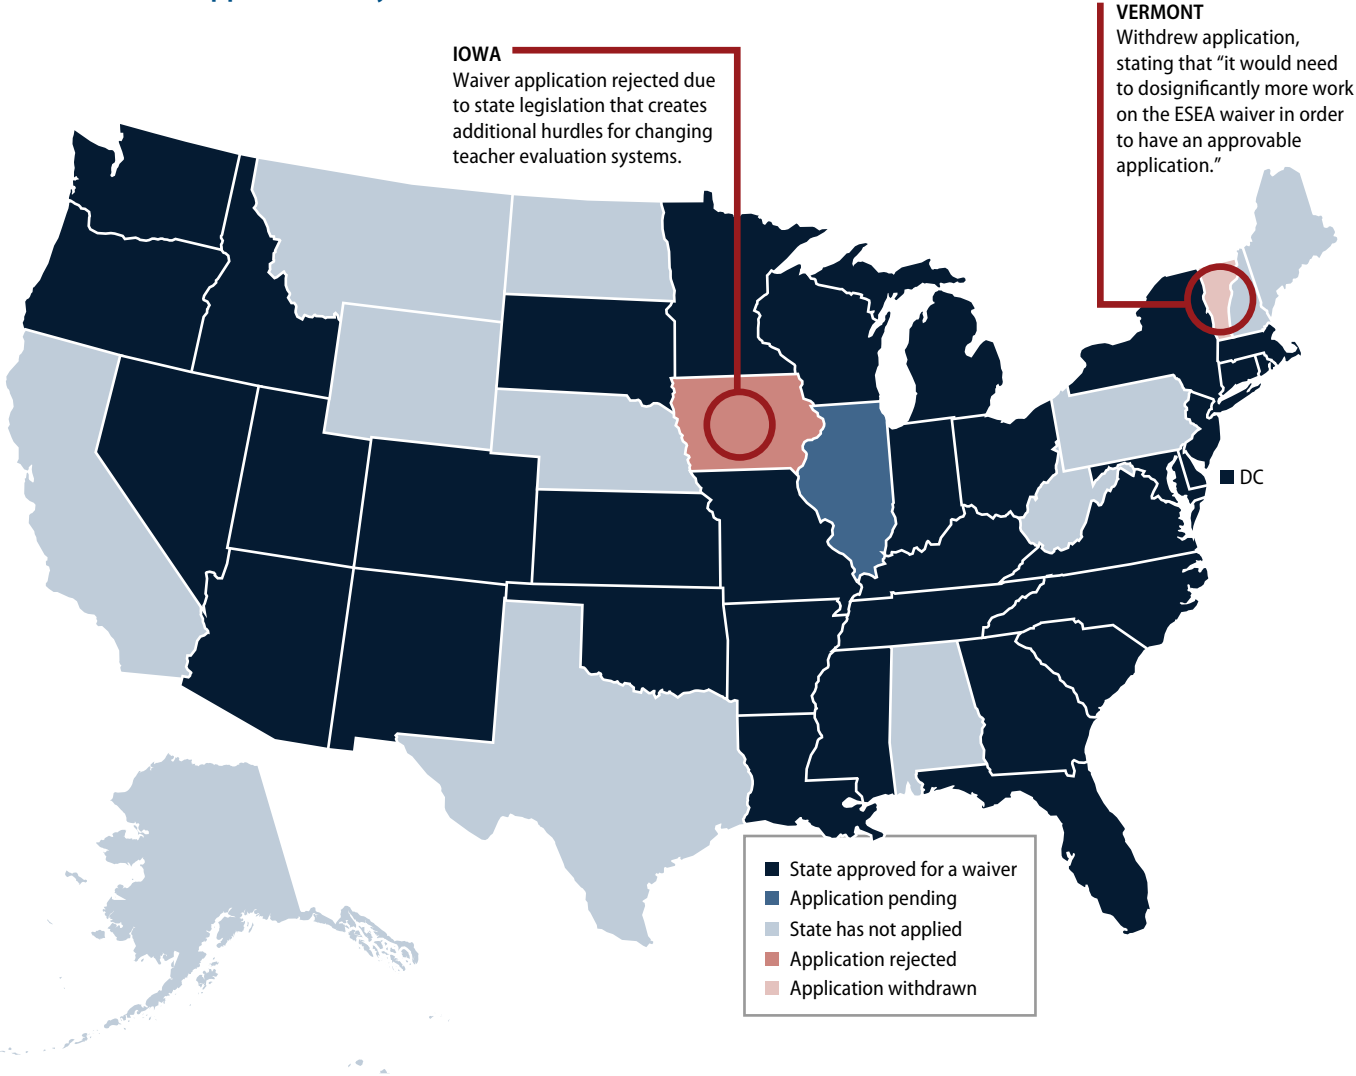 IOWA
Waiver application rejected due
to state legislation that creates
additional hurdles for changing
teacher evaluation systems.
VERMONT
Withdrew application,
stating that “it would need
to dosignificantly more work
on the ESEA waiver in order
to have an approvable
application.”
DC
State approved for a waiver
Application pending
State has not applied
Application rejected
Application withdrawn